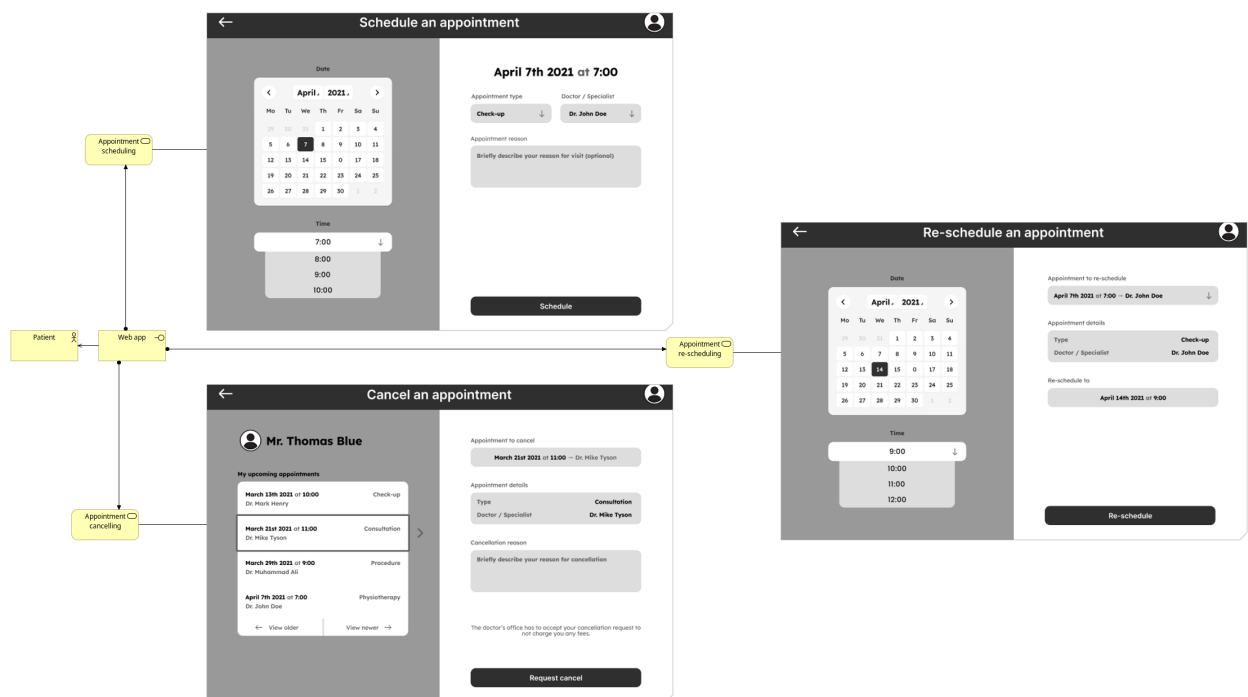 Schedule an appointment
Date
April 2021
Mo Tu We Th Fr Sa Su
29 30 31 1 2 3 4
5 6 7 8 9 10 11
12 13 14 15 0 17 18
19 20 21 22 23 24 25
26 27 28 29 30 1 2
Time
7:00
8:00
9:00
10:00
April 7th 2021 at 7:00
Appointment type Doctor / Specialist
Check-up Dr. John Doe
Appointment reason
Briefly describe your reason for visit (optional)
Schedule
Appointment
scheduling
Patient
Web app
Appointment
re-scheduling
Appointment
cancelling
Re-schedule an appointment
Date
April 2021
Mo Tu We Th Fr Sa Su
29 30 31 1 2 3 4
5 6 7 8 9 10 11
12 13 14 15 0 17 18
19 20 21 22 23 24 25
26 27 28 29 30 1 2
Time
9:00
10:00
11:00
12:00
Appointment to re-schedule
April 7th 2021 at 7:00 – Dr. John Doe
Appointment details
Type Check-up
Doctor / Specialist Dr. John Doe
Re-schedule to
April 14th 2021 at 9:00
Re-schedule
Cancel an appointment
Mr. Thomas Blue
My upcoming appointments
March 13th 2021 at 10:00 Check-up
Dr. Mark Henry
March 21st 2021 at 11:00 Consultation
Dr. Mike Tyson
March 29th 2021 at 9:00 Procedure
Dr. Muhammad Ali
April 7th 2021 at 7:00 Physiotherapy
Dr. John Doe
← View older View newer →
Appointment to cancel
March 21st at 11:00 – Dr. Mike Tyson
Appointment details
Type Consultation
Doctor / Specialist Dr. Mike Tyson
Cancellation reason
Briefly describe your reason for cancellation
The doctor's office has to accept your cancellation request to
not charge you any fees.
Request cancel